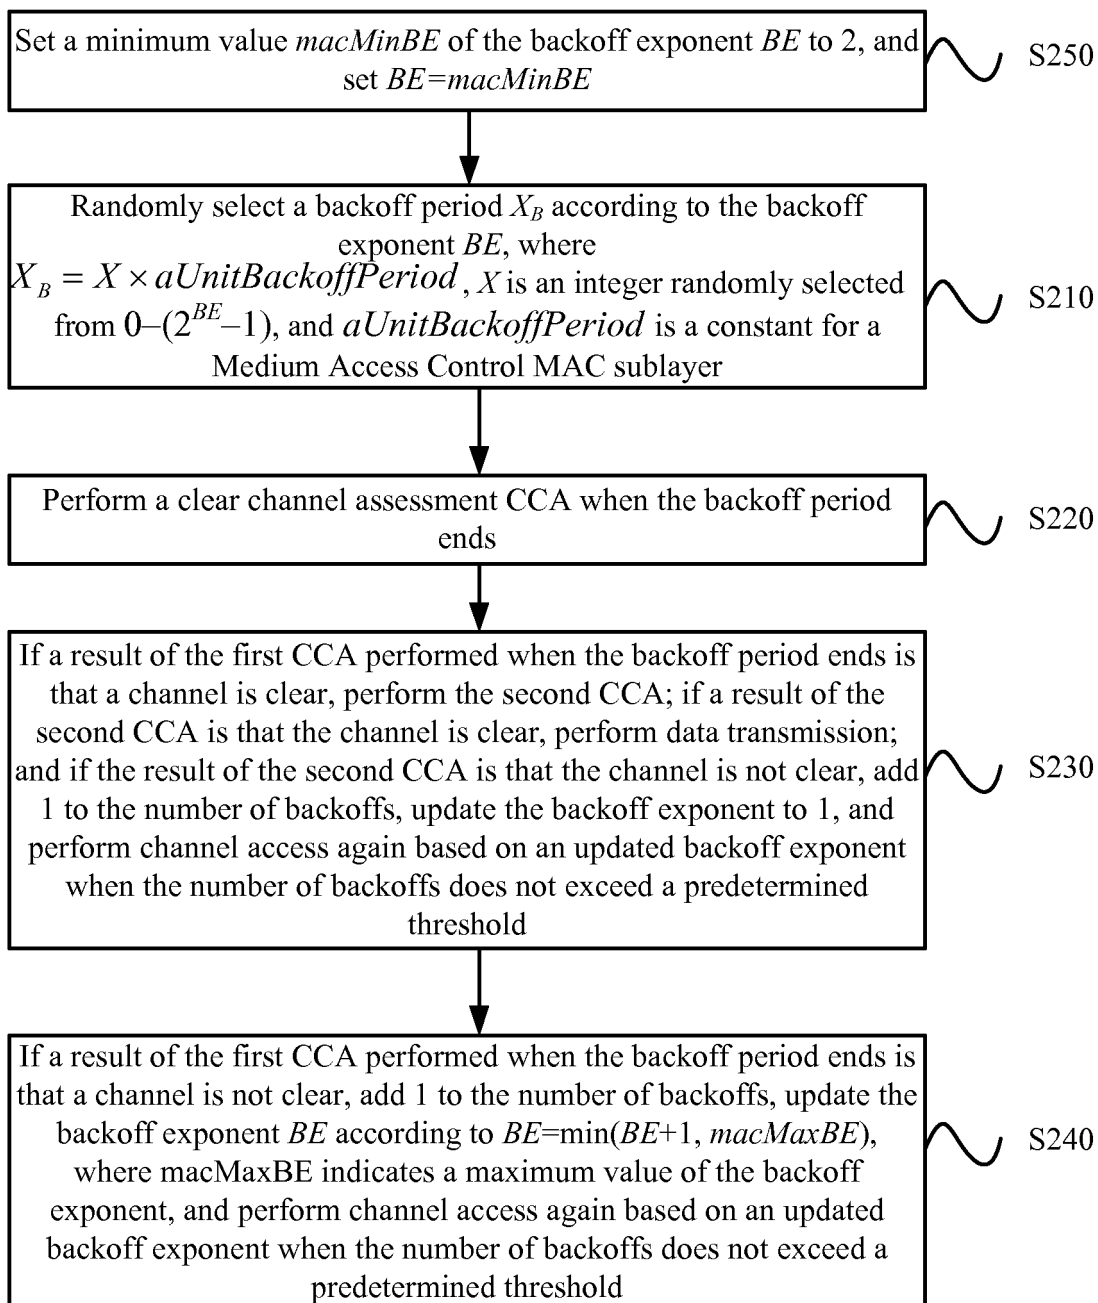 Set a minimum value macMinBE of the backoff exponent BE to 2, and
set BE=macMinBE
S250
Randomly select a backoff period X_B according to the backoff
exponent BE, where
X_B = X × aUnitBackoffPeriod, X is an integer randomly selected
from 0–(2^BE–1), and aUnitBackoffPeriod is a constant for a
Medium Access Control MAC sublayer
S210
Perform a clear channel assessment CCA when the backoff period
ends
S220
If a result of the first CCA performed when the backoff period ends is
that a channel is clear, perform the second CCA; if a result of the
second CCA is that the channel is clear, perform data transmission;
and if the result of the second CCA is that the channel is not clear, add
1 to the number of backoffs, update the backoff exponent to 1, and
perform channel access again based on an updated backoff exponent
when the number of backoffs does not exceed a predetermined
threshold
S230
If a result of the first CCA performed when the backoff period ends is
that a channel is not clear, add 1 to the number of backoffs, update the
backoff exponent BE according to BE=min(BE+1, macMaxBE),
where macMaxBE indicates a maximum value of the backoff
exponent, and perform channel access again based on an updated
backoff exponent when the number of backoffs does not exceed a
predetermined threshold
S240